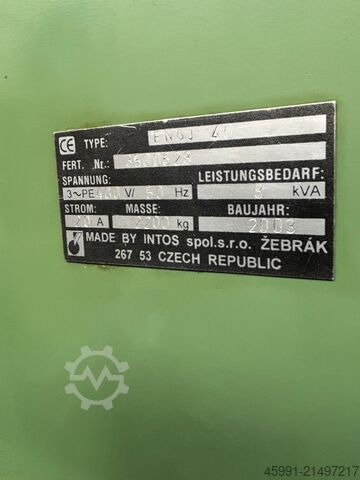 CE TYPE: FNGJ 40
FERT. Nr.:
SPANNUNG: LEISTUNGSBEDARF:
3~PE 400 V/ 50 Hz 9 kVA
STROM: MASSE: BAUJAHR:
20 A 2200 kg 2003
MADE BY INTOS spol.s.r.o. ŽEBRÁK
267 53 CZECH REPUBLIC
45991-21497217